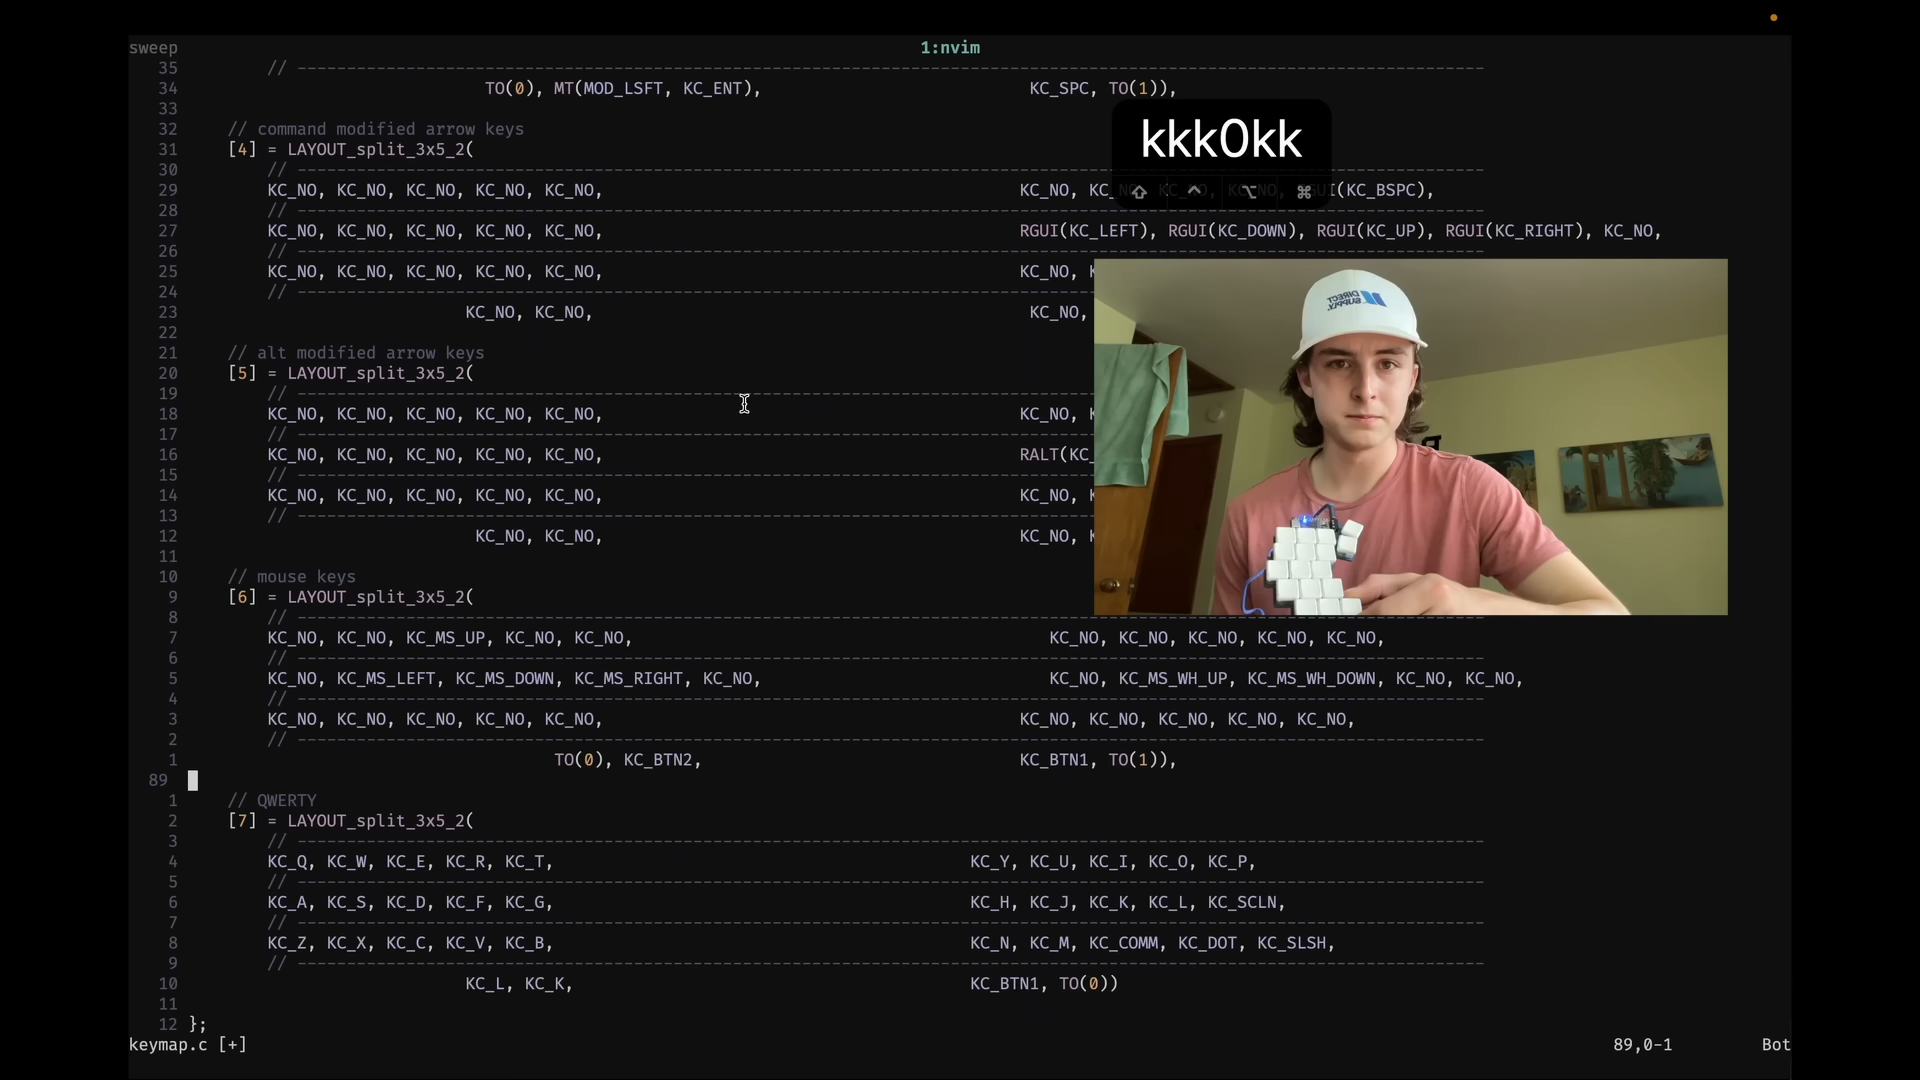 sweep 1:nvim
35 // -------------------------------------------------------------------------------------------------------------------------
34 TO(0), MT(MOD_LSFT, KC_ENT), KC_SPC, TO(1)),
33
kkk0kk
32 // command modified arrow keys
31 [4] = LAYOUT_split_3x5_2(
30 // -------------------------------------------------------------------------------------------------------------------------
29 KC_NO, KC_NO, KC_NO, KC_NO, KC_NO, KC_NO, KC_NO, KC_NO, KC_NO, RGUI(KC_BSPC),
⇧ ^ ⌥ ⌘
28 // -------------------------------------------------------------------------------------------------------------------------
27 KC_NO, KC_NO, KC_NO, KC_NO, KC_NO, RGUI(KC_LEFT), RGUI(KC_DOWN), RGUI(KC_UP), RGUI(KC_RIGHT), KC_NO,
26 // -------------------------------------------------------------------------------------------------------------------------
25 KC_NO, KC_NO, KC_NO, KC_NO, KC_NO, KC_NO,
24 // ---------------------------------------------------------------------------------
23 KC_NO, KC_NO, KC_NO,
22
21 // alt modified arrow keys
20 [5] = LAYOUT_split_3x5_2(
19 // ---------------------------------------------------------------------------------
18 KC_NO, KC_NO, KC_NO, KC_NO, KC_NO, KC_NO,
17 // ---------------------------------------------------------------------------------
16 KC_NO, KC_NO, KC_NO, KC_NO, KC_NO, RALT(KC_
15 // ---------------------------------------------------------------------------------
14 KC_NO, KC_NO, KC_NO, KC_NO, KC_NO, KC_NO,
13 // ---------------------------------------------------------------------------------
12 KC_NO, KC_NO, KC_NO,
11
10 // mouse keys
9 [6] = LAYOUT_split_3x5_2(
8 // -------------------------------------------------------------------------------------------------------------------------
7 KC_NO, KC_NO, KC_MS_UP, KC_NO, KC_NO, KC_NO, KC_NO, KC_NO, KC_NO, KC_NO,
6 // -------------------------------------------------------------------------------------------------------------------------
5 KC_NO, KC_MS_LEFT, KC_MS_DOWN, KC_MS_RIGHT, KC_NO, KC_NO, KC_MS_WH_UP, KC_MS_WH_DOWN, KC_NO, KC_NO,
4 // -------------------------------------------------------------------------------------------------------------------------
3 KC_NO, KC_NO, KC_NO, KC_NO, KC_NO, KC_NO, KC_NO, KC_NO, KC_NO, KC_NO,
2 // -------------------------------------------------------------------------------------------------------------------------
1 TO(0), KC_BTN2, KC_BTN1, TO(1)),
89
1 // QWERTY
2 [7] = LAYOUT_split_3x5_2(
3 // -------------------------------------------------------------------------------------------------------------------------
4 KC_Q, KC_W, KC_E, KC_R, KC_T, KC_Y, KC_U, KC_I, KC_O, KC_P,
5 // -------------------------------------------------------------------------------------------------------------------------
6 KC_A, KC_S, KC_D, KC_F, KC_G, KC_H, KC_J, KC_K, KC_L, KC_SCLN,
7 // -------------------------------------------------------------------------------------------------------------------------
8 KC_Z, KC_X, KC_C, KC_V, KC_B, KC_N, KC_M, KC_COMM, KC_DOT, KC_SLSH,
9 // -------------------------------------------------------------------------------------------------------------------------
10 KC_L, KC_K, KC_BTN1, TO(0))
11
12 };
keymap.c [+] 89,0-1 Bot
DIRECT
SUPPLY